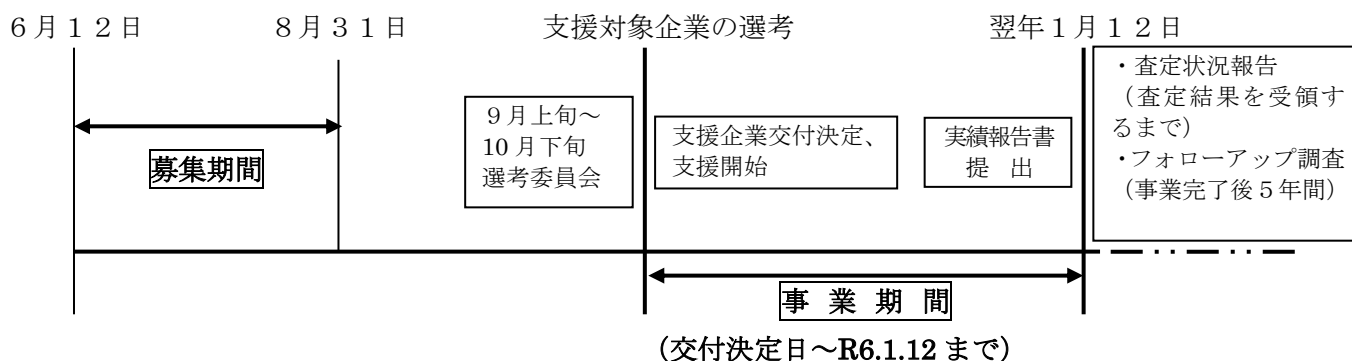 ６月１２日
８月３１日
支援対象企業の選考
翌年１月１２日
募集期間
９月上旬～
10月下旬
選考委員会
支援企業交付決定、
支援開始
実績報告書
提　出
・査定状況報告
（査定結果を受領す
るまで）
・フォローアップ調査
（事業完了後５年間）
事　業　期　間
（交付決定日～R6.1.12まで）